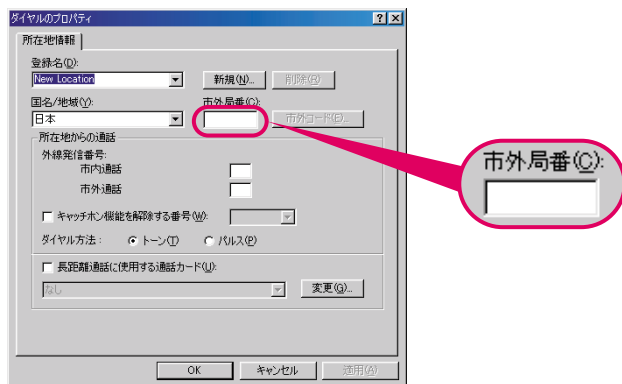 ダイヤルのプロパティ
所在地情報
登録名(D):
New Location
新規(N)...
削除(R)
国名/地域(Y):
市外局番(C):
日本
市外コード(E)...
所在地からの通話
外線発信番号:
市内通話
市外通話
キャッチホン機能を解除する番号(W):
ダイヤル方法:
トーン(T)
パルス(P)
長距離通話に使用する通話カード(U):
なし
変更(G)...
OK
キャンセル
適用(A)
市外局番(C):